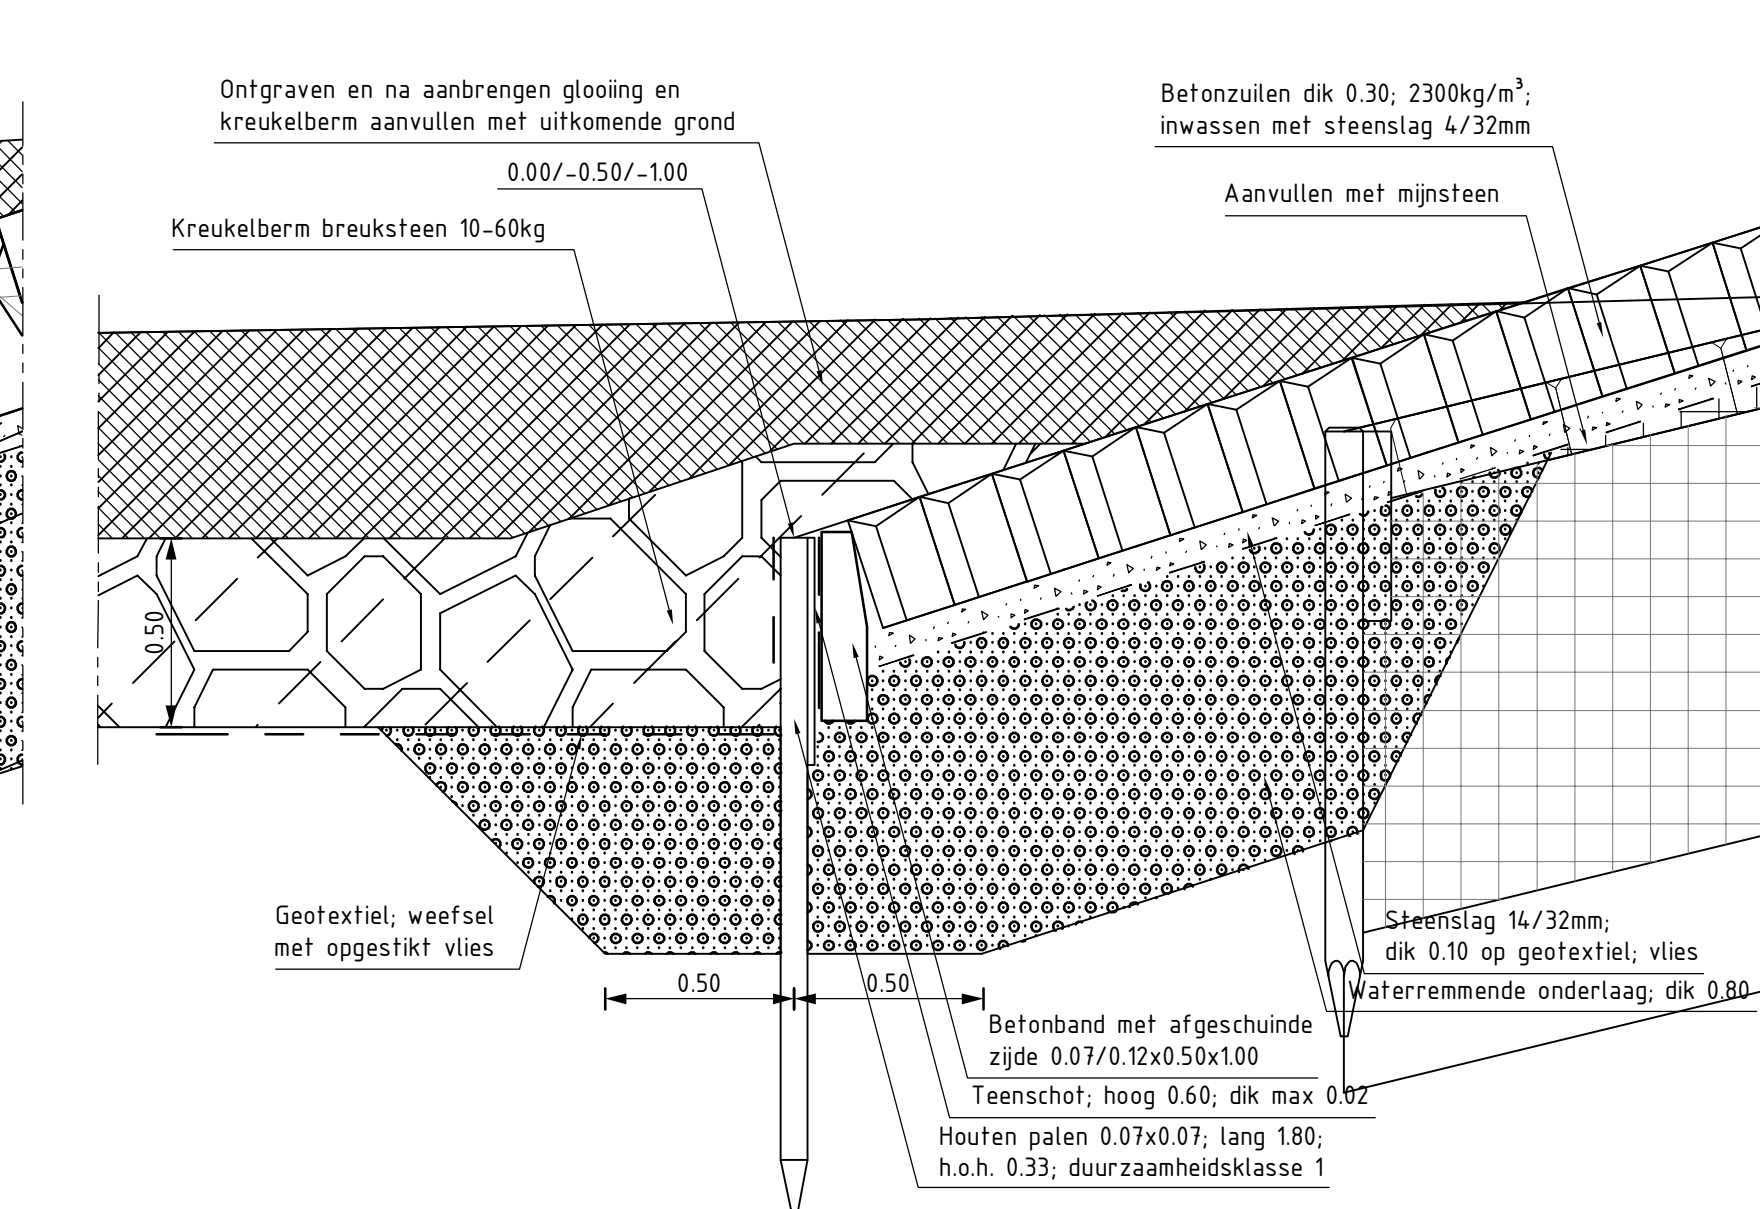 Ontgraven en na aanbrengen glooiing en
kreukelberm aanvullen met uitkomende grond
0.00/-0.50/-1.00
Kreukelberm breuksteen 10-60kg
Betonzuilen dik 0.30; 2300kg/m³;
inwassen met steenslag 4/32mm
Aanvullen met mijnsteen
0.50
Geotextiel; weefsel
met opgestikt vlies
0.50
0.50
Steenslag 14/32mm;
dik 0.10 op geotextiel; vlies
Waterremmende onderlaag; dik 0.80
Betonband met afgeschuinde
zijde 0.07/0.12x0.50x1.00
Teenschot; hoog 0.60; dik max 0.02
Houten palen 0.07x0.07; lang 1.80;
h.o.h. 0.33; duurzaamheidsklasse 1